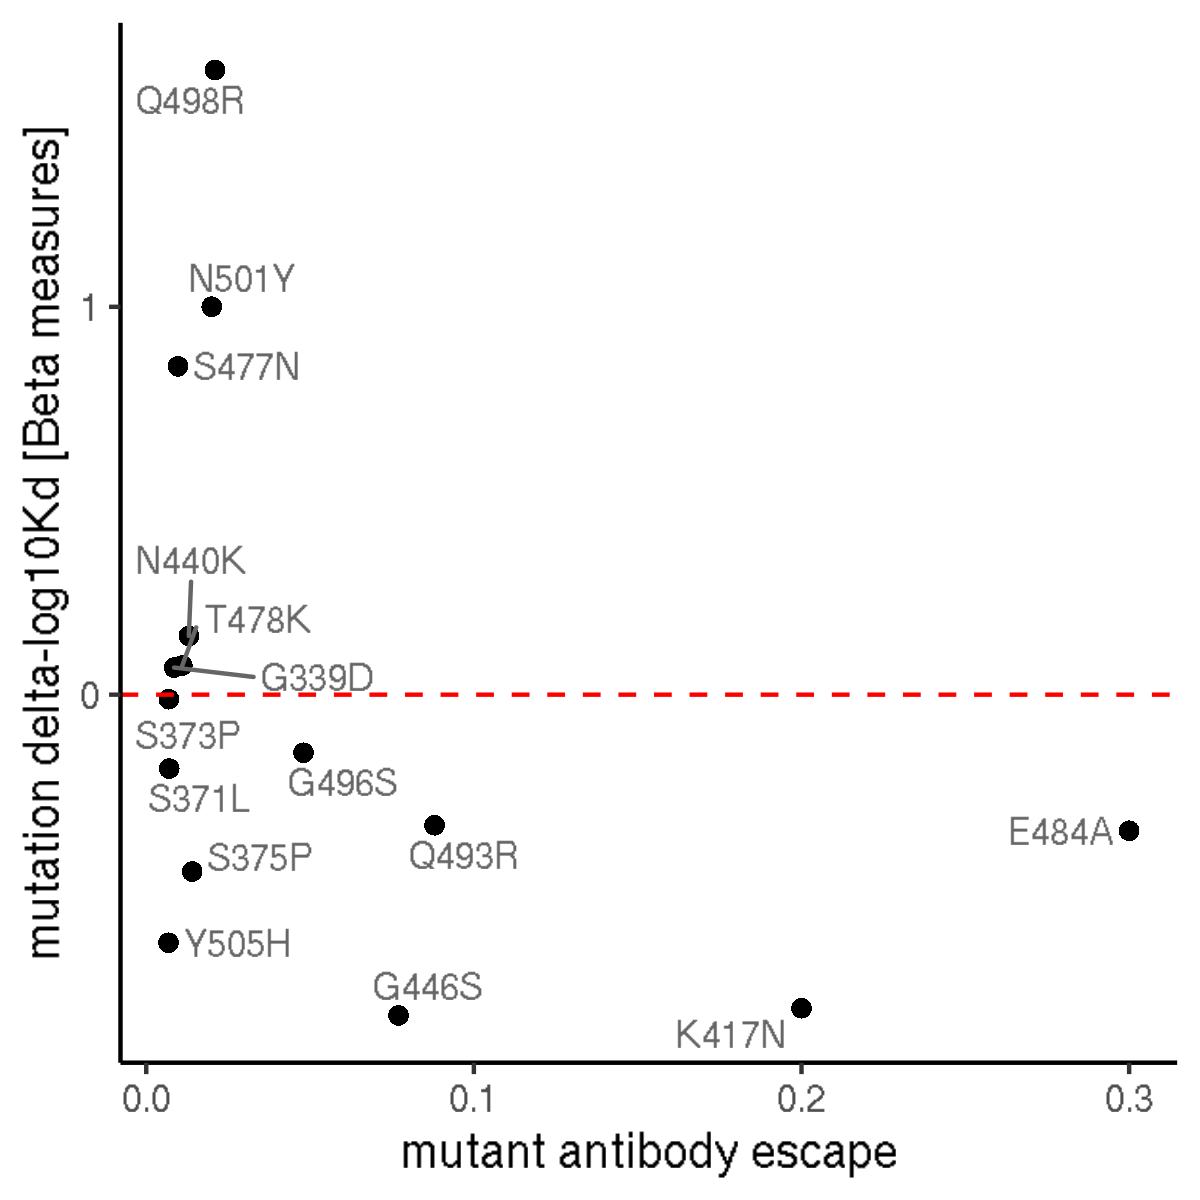 Q498R
N501Y
1
S477N
N440K
T478K
G339D
0
S373P
G496S
S371L
E484A
Q493R
S375P
Y505H
G446S
K417N
0.0
0.1
0.2
0.3
mutant antibody escape
mutation delta-log10Kd [Beta measures]